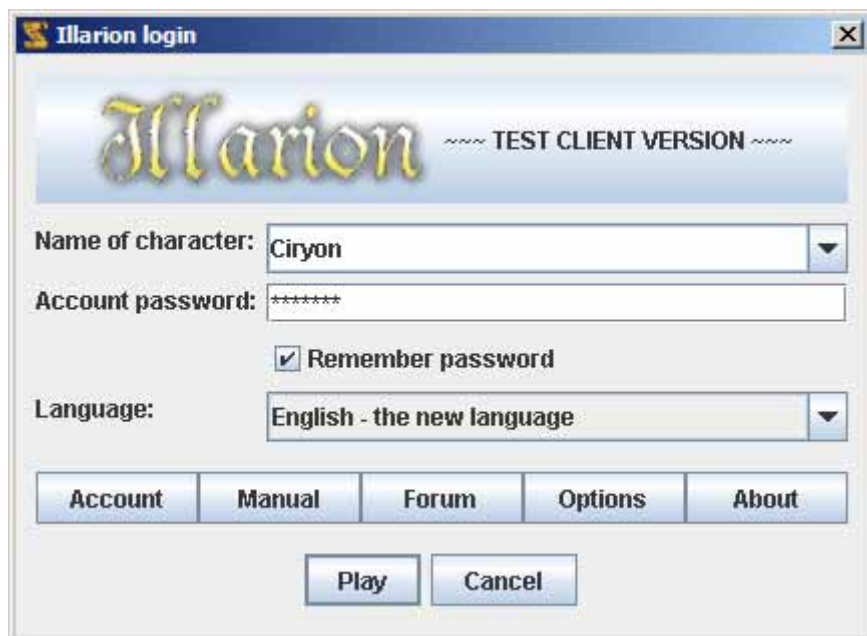 Illarion login
Illarion ~~~ TEST CLIENT VERSION ~~~
Name of character: Ciryon
Account password: *******
Remember password
Language: English - the new language
Account Manual Forum Options About
Play Cancel